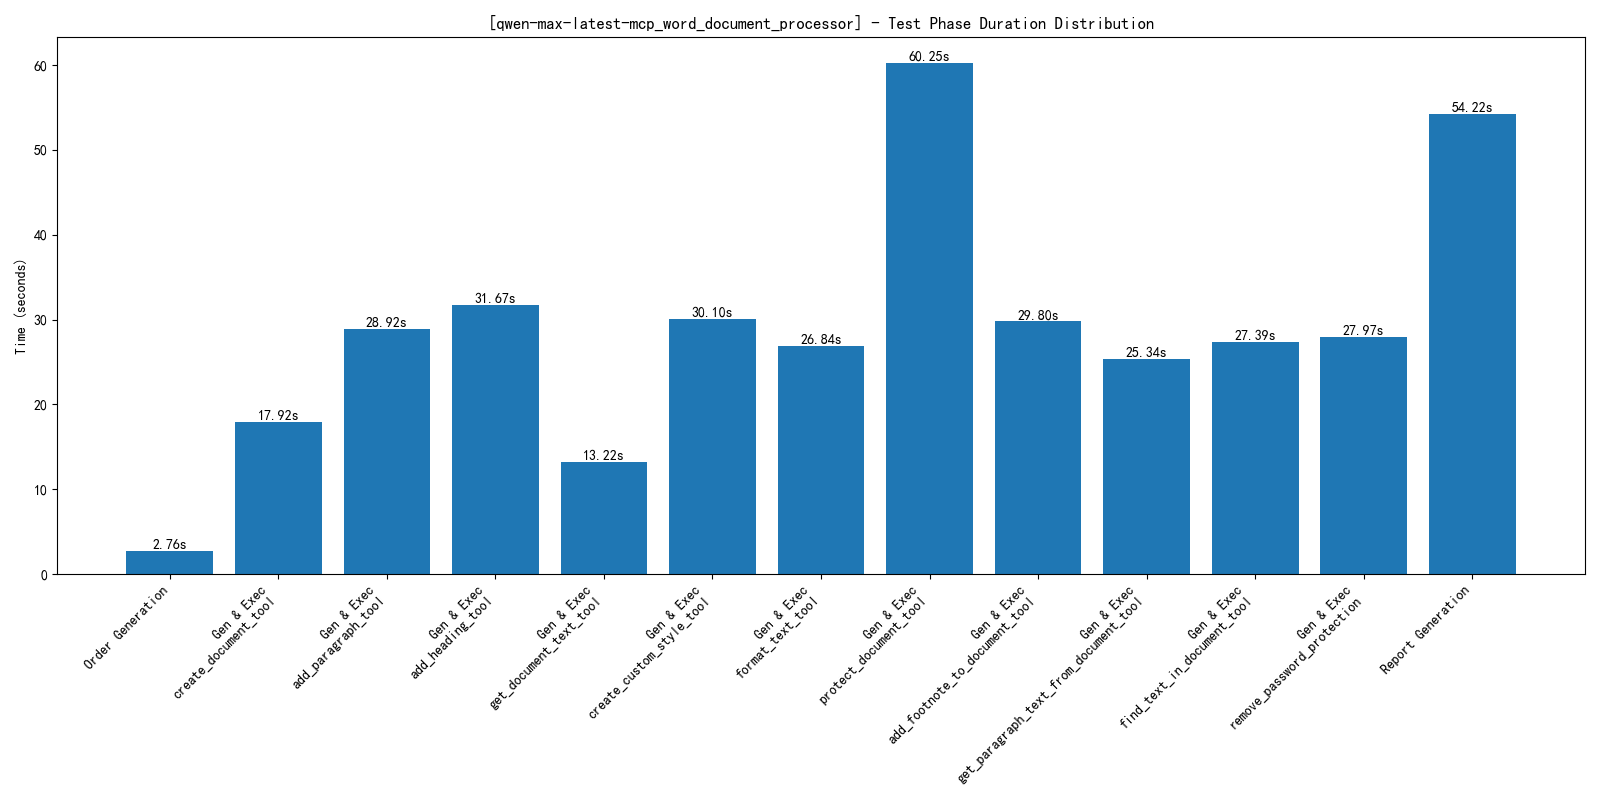 [qwen-max-latest-mcp_word_document_processor] - Test Phase Duration Distribution
Time (seconds)
60
50
40
30
20
10
0
2.76s
17.92s
28.92s
31.67s
13.22s
30.10s
26.84s
60.25s
29.80s
25.34s
27.39s
27.97s
54.22s
Order Generation
Gen & Exec
create_document_tool
Gen & Exec
add_paragraph_tool
Gen & Exec
add_heading_tool
Gen & Exec
get_document_text_tool
Gen & Exec
create_custom_style_tool
Gen & Exec
format_text_tool
Gen & Exec
protect_document_tool
Gen & Exec
add_footnote_to_document_tool
Gen & Exec
get_paragraph_text_from_document_tool
Gen & Exec
find_text_in_document_tool
Gen & Exec
remove_password_protection
Report Generation